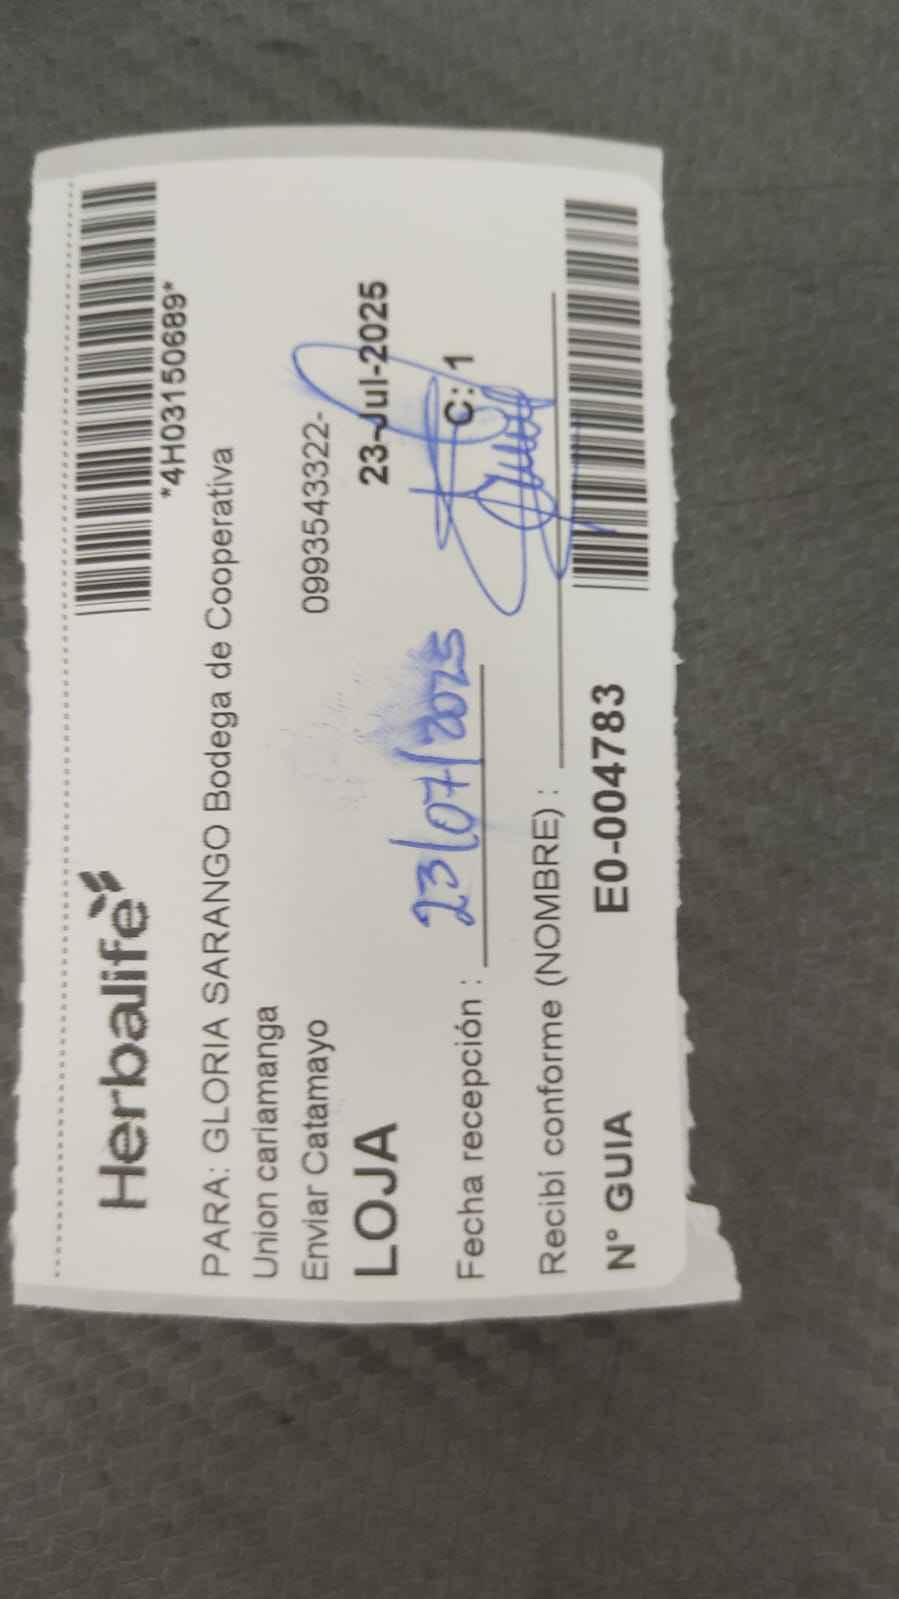 Herbalife
*4H03150689*
PARA: GLORIA SARANGO Bodega de Cooperativa
Union cariamanga
Enviar Catamayo 0993543322-
LOJA 23-Jul-2025
Fecha recepción : 23/07/2025 C: 1
Recibí conforme (NOMBRE) :
N° GUIA E0-004783